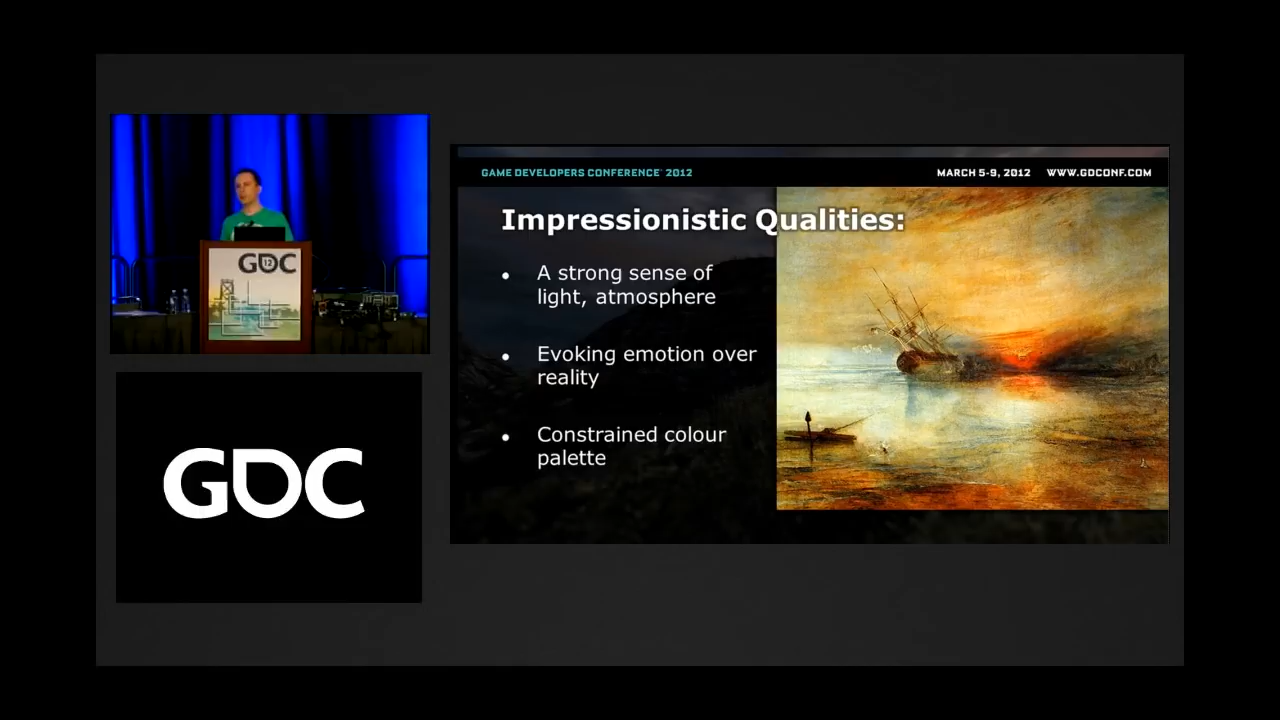 GDC
12
GDC
GAME DEVELOPERS CONFERENCE 2012
MARCH 5-9, 2012 WWW.GDCONF.COM
Impressionistic Qualities:
• A strong sense of
light, atmosphere
• Evoking emotion over
reality
• Constrained colour
palette